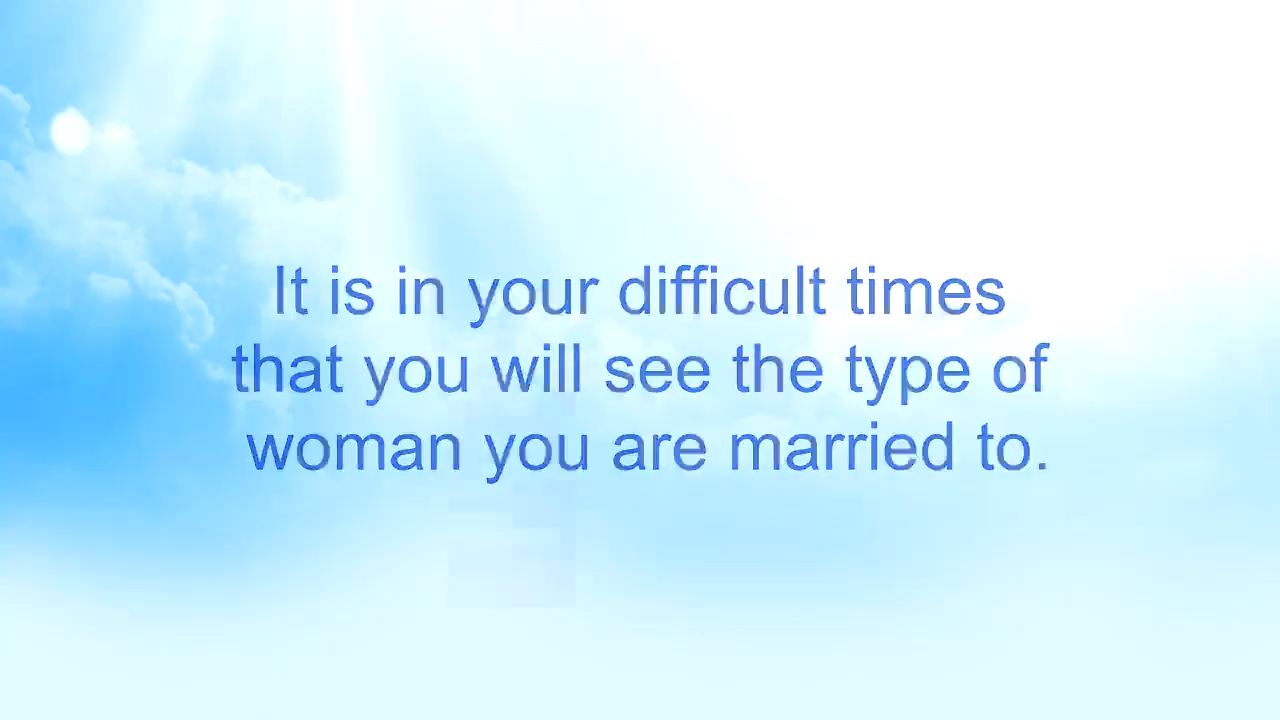 It is in your difficult times
that you will see the type of
woman you are married to.